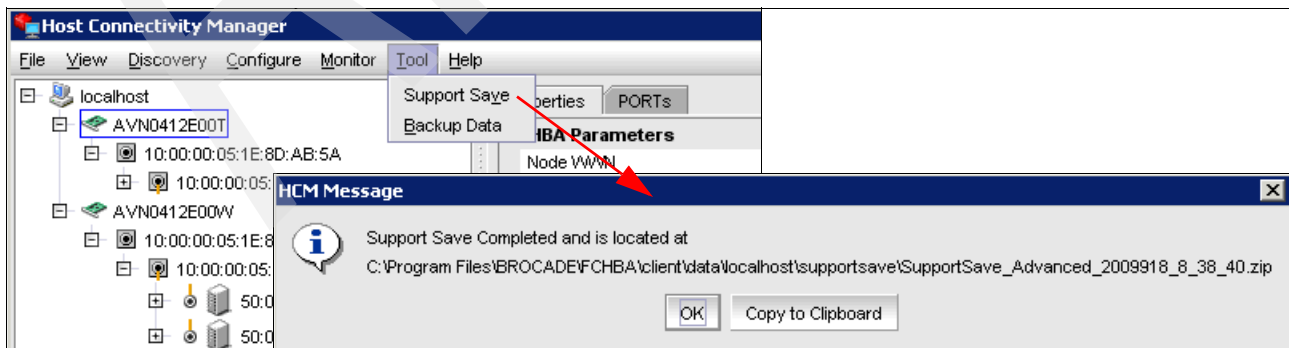 Host Connectivity Manager
File View Discovery Configure Monitor Tool Help
localhost
AVN0412E00T
10:00:00:05:1E:8D:AB:5A
10:00:00:05:
AVN0412E00W
10:00:00:05:1E:8
10:00:00:05:
50:0
50:0
Support Save
Backup Data
perties PORTs
HBA Parameters
Node WWN
HCM Message
Support Save Completed and is located at
C:\Program Files\BROCADE\FCHBA\client\data\localhost\supportsave\SupportSave_Advanced_2009918_8_38_40.zip
OK Copy to Clipboard